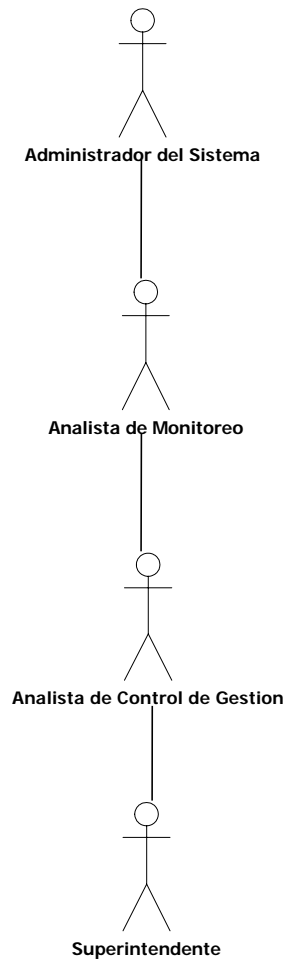 Administrador del Sistema
Analista de Monitoreo
Analista de Control de Gestion
Superintendente